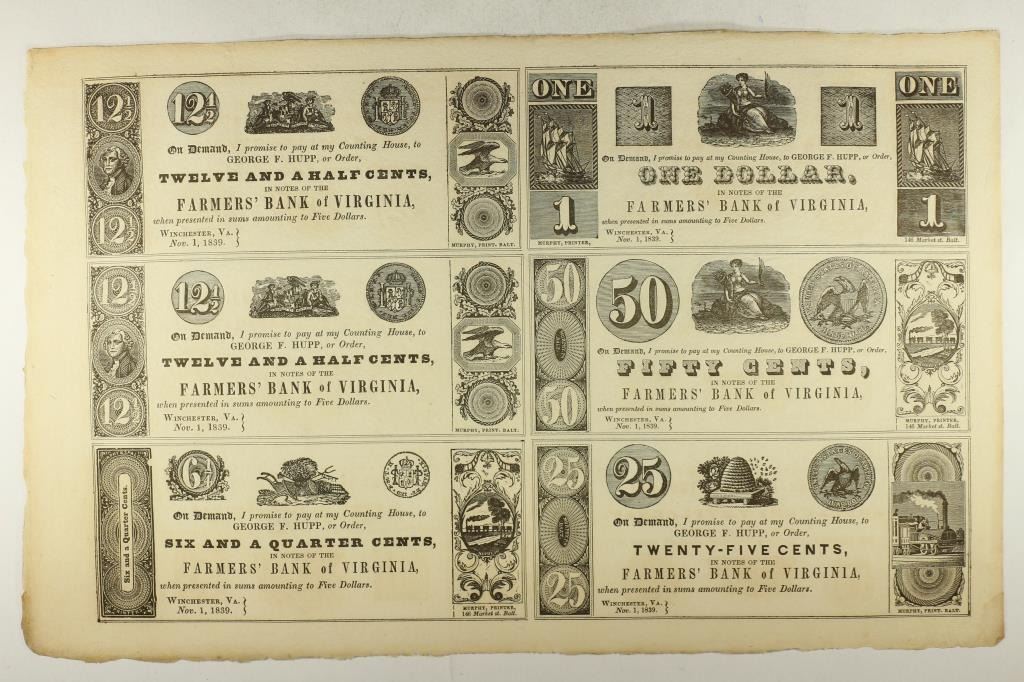 12½
12½
On Demand, I promise to pay at my Counting House, to
GEORGE F. HUPP, or Order,
TWELVE AND A HALF CENTS,
IN NOTES OF THE
FARMERS' BANK of VIRGINIA,
when presented in sums amounting to Five Dollars.
12
WINCHESTER, VA.
Nov. 1, 1839.
MURPHY, PRINT. BALT.
ONE
1
1
ONE
On Demand, I promise to pay at my Counting House, to GEORGE F. HUPP, or Order,
ONE DOLLAR,
IN NOTES OF THE
FARMERS' BANK of VIRGINIA,
when presented in sums amounting to Five Dollars.
1
WINCHESTER, VA.
Nov. 1, 1839.
1
MURPHY, PRINTER,
146 Market st. Balt.
12½
12½
On Demand, I promise to pay at my Counting House, to
GEORGE F. HUPP, or Order,
TWELVE AND A HALF CENTS,
IN NOTES OF THE
FARMERS' BANK of VIRGINIA,
when presented in sums amounting to Five Dollars.
12
WINCHESTER, VA.
Nov. 1, 1839.
MURPHY, PRINT. BALT.
50
50
On Demand, I promise to pay at my Counting House, to GEORGE F. HUPP, or Order,
FIFTY CENTS,
IN NOTES OF THE
FARMERS' BANK of VIRGINIA,
when presented in sums amounting to Five Dollars.
50
WINCHESTER, VA.
Nov. 1, 1839.
MURPHY, PRINTER,
146 Market st. Balt.
6¼
Six and a Quarter Cents.
On Demand, I promise to pay at my Counting House, to
GEORGE F. HUPP, or Order,
SIX AND A QUARTER CENTS,
IN NOTES OF THE
FARMERS' BANK of VIRGINIA,
when presented in sums amounting to Five Dollars.
WINCHESTER, VA.
Nov. 1, 1839.
MURPHY, PRINTER,
146 Market st. Balt.
25
25
On Demand, I promise to pay at my Counting House, to
GEORGE F. HUPP, or Order,
TWENTY-FIVE CENTS,
IN NOTES OF THE
FARMERS' BANK of VIRGINIA,
when presented in sums amounting to Five Dollars.
25
WINCHESTER, VA.
Nov. 1, 1839.
MURPHY, PRINT. BALT.